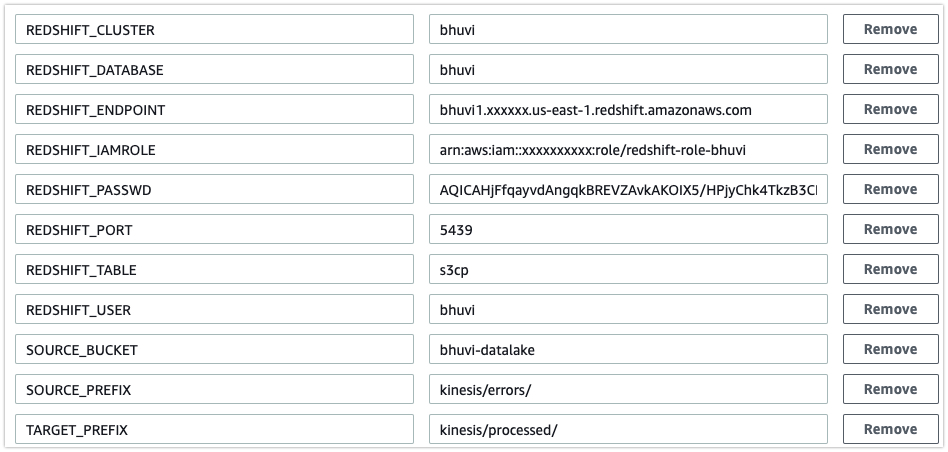 REDSHIFT_CLUSTER bhuvi Remove
REDSHIFT_DATABASE bhuvi Remove
REDSHIFT_ENDPOINT bhuvi1.xxxxxx.us-east-1.redshift.amazonaws.com Remove
REDSHIFT_IAMROLE arn:aws:iam::xxxxxxxxxx:role/redshift-role-bhuvi Remove
REDSHIFT_PASSWD AQICAHjFfqayvdAngqkBREVZAvkAKOIX5/HPjyChk4TkzB3C Remove
REDSHIFT_PORT 5439 Remove
REDSHIFT_TABLE s3cp Remove
REDSHIFT_USER bhuvi Remove
SOURCE_BUCKET bhuvi-datalake Remove
SOURCE_PREFIX kinesis/errors/ Remove
TARGET_PREFIX kinesis/processed/ Remove